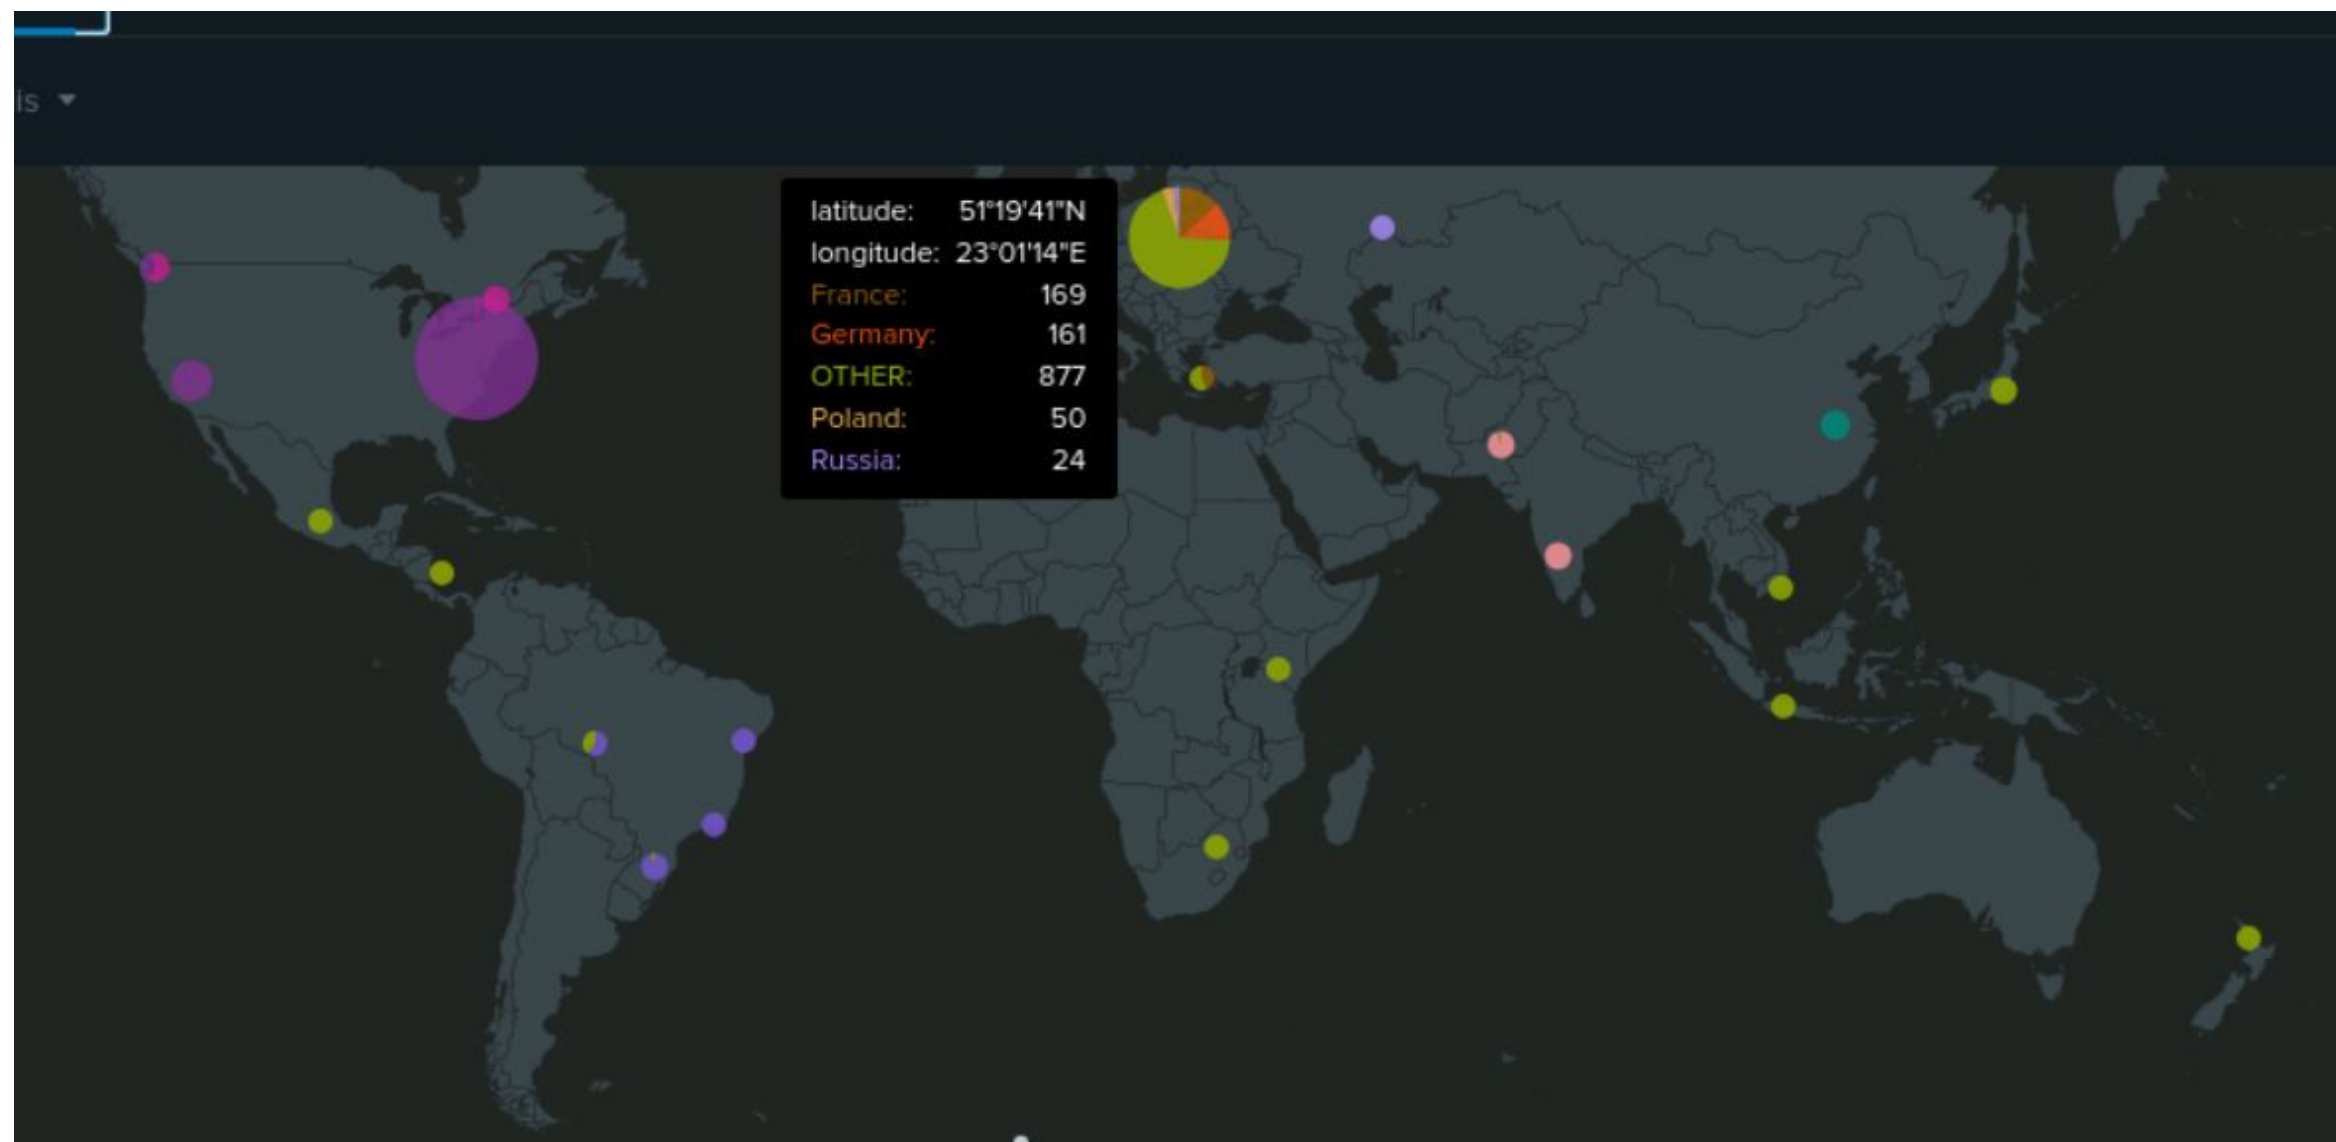 is
latitude: 51°19'41"N
longitude: 23°01'14"E
France: 169
Germany: 161
OTHER: 877
Poland: 50
Russia: 24